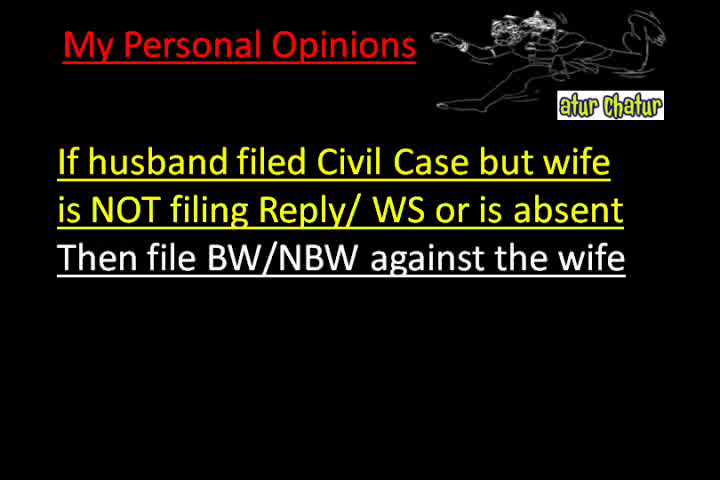 My Personal Opinions
atur chatur
If husband filed Civil Case but wife
is NOT filing Reply/ WS or is absent
Then file BW/NBW against the wife